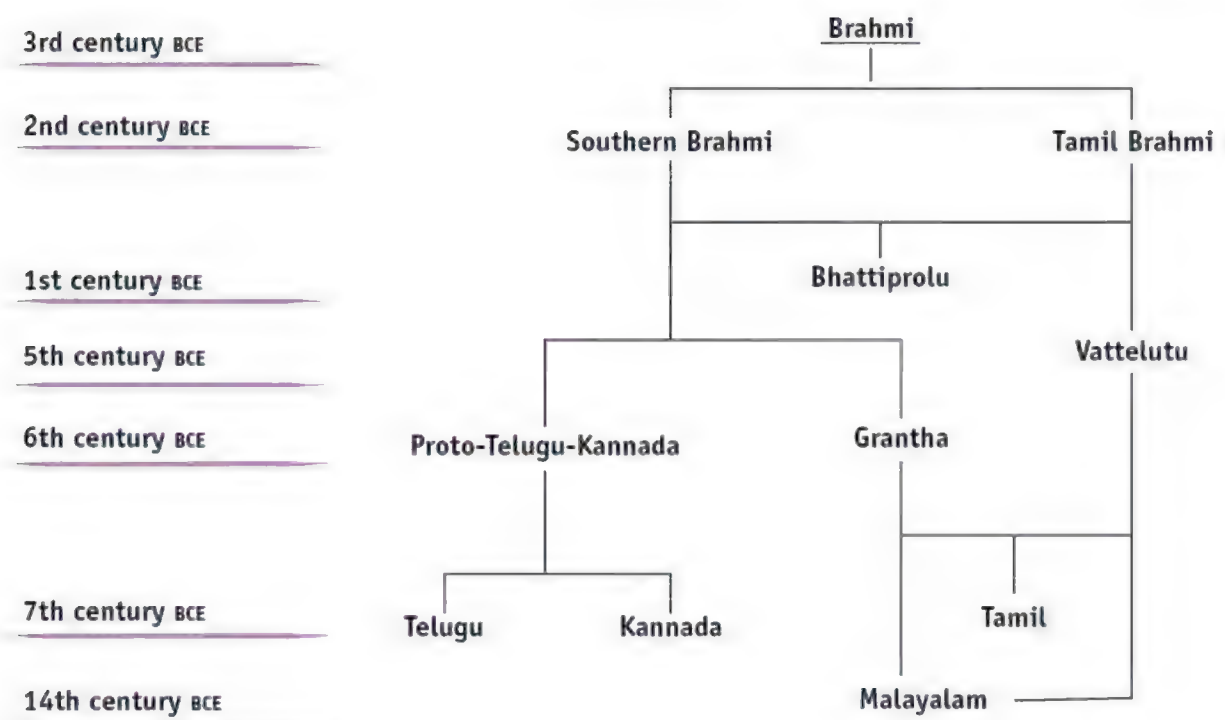 Brahmi
3rd century BCE
2nd century BCE
Southern Brahmi
Tamil Brahmi
1st century BCE
Bhattiprolu
5th century BCE
Vattelutu
6th century BCE
Proto-Telugu-Kannada
Grantha
7th century BCE
Telugu
Kannada
Tamil
14th century BCE
Malayalam